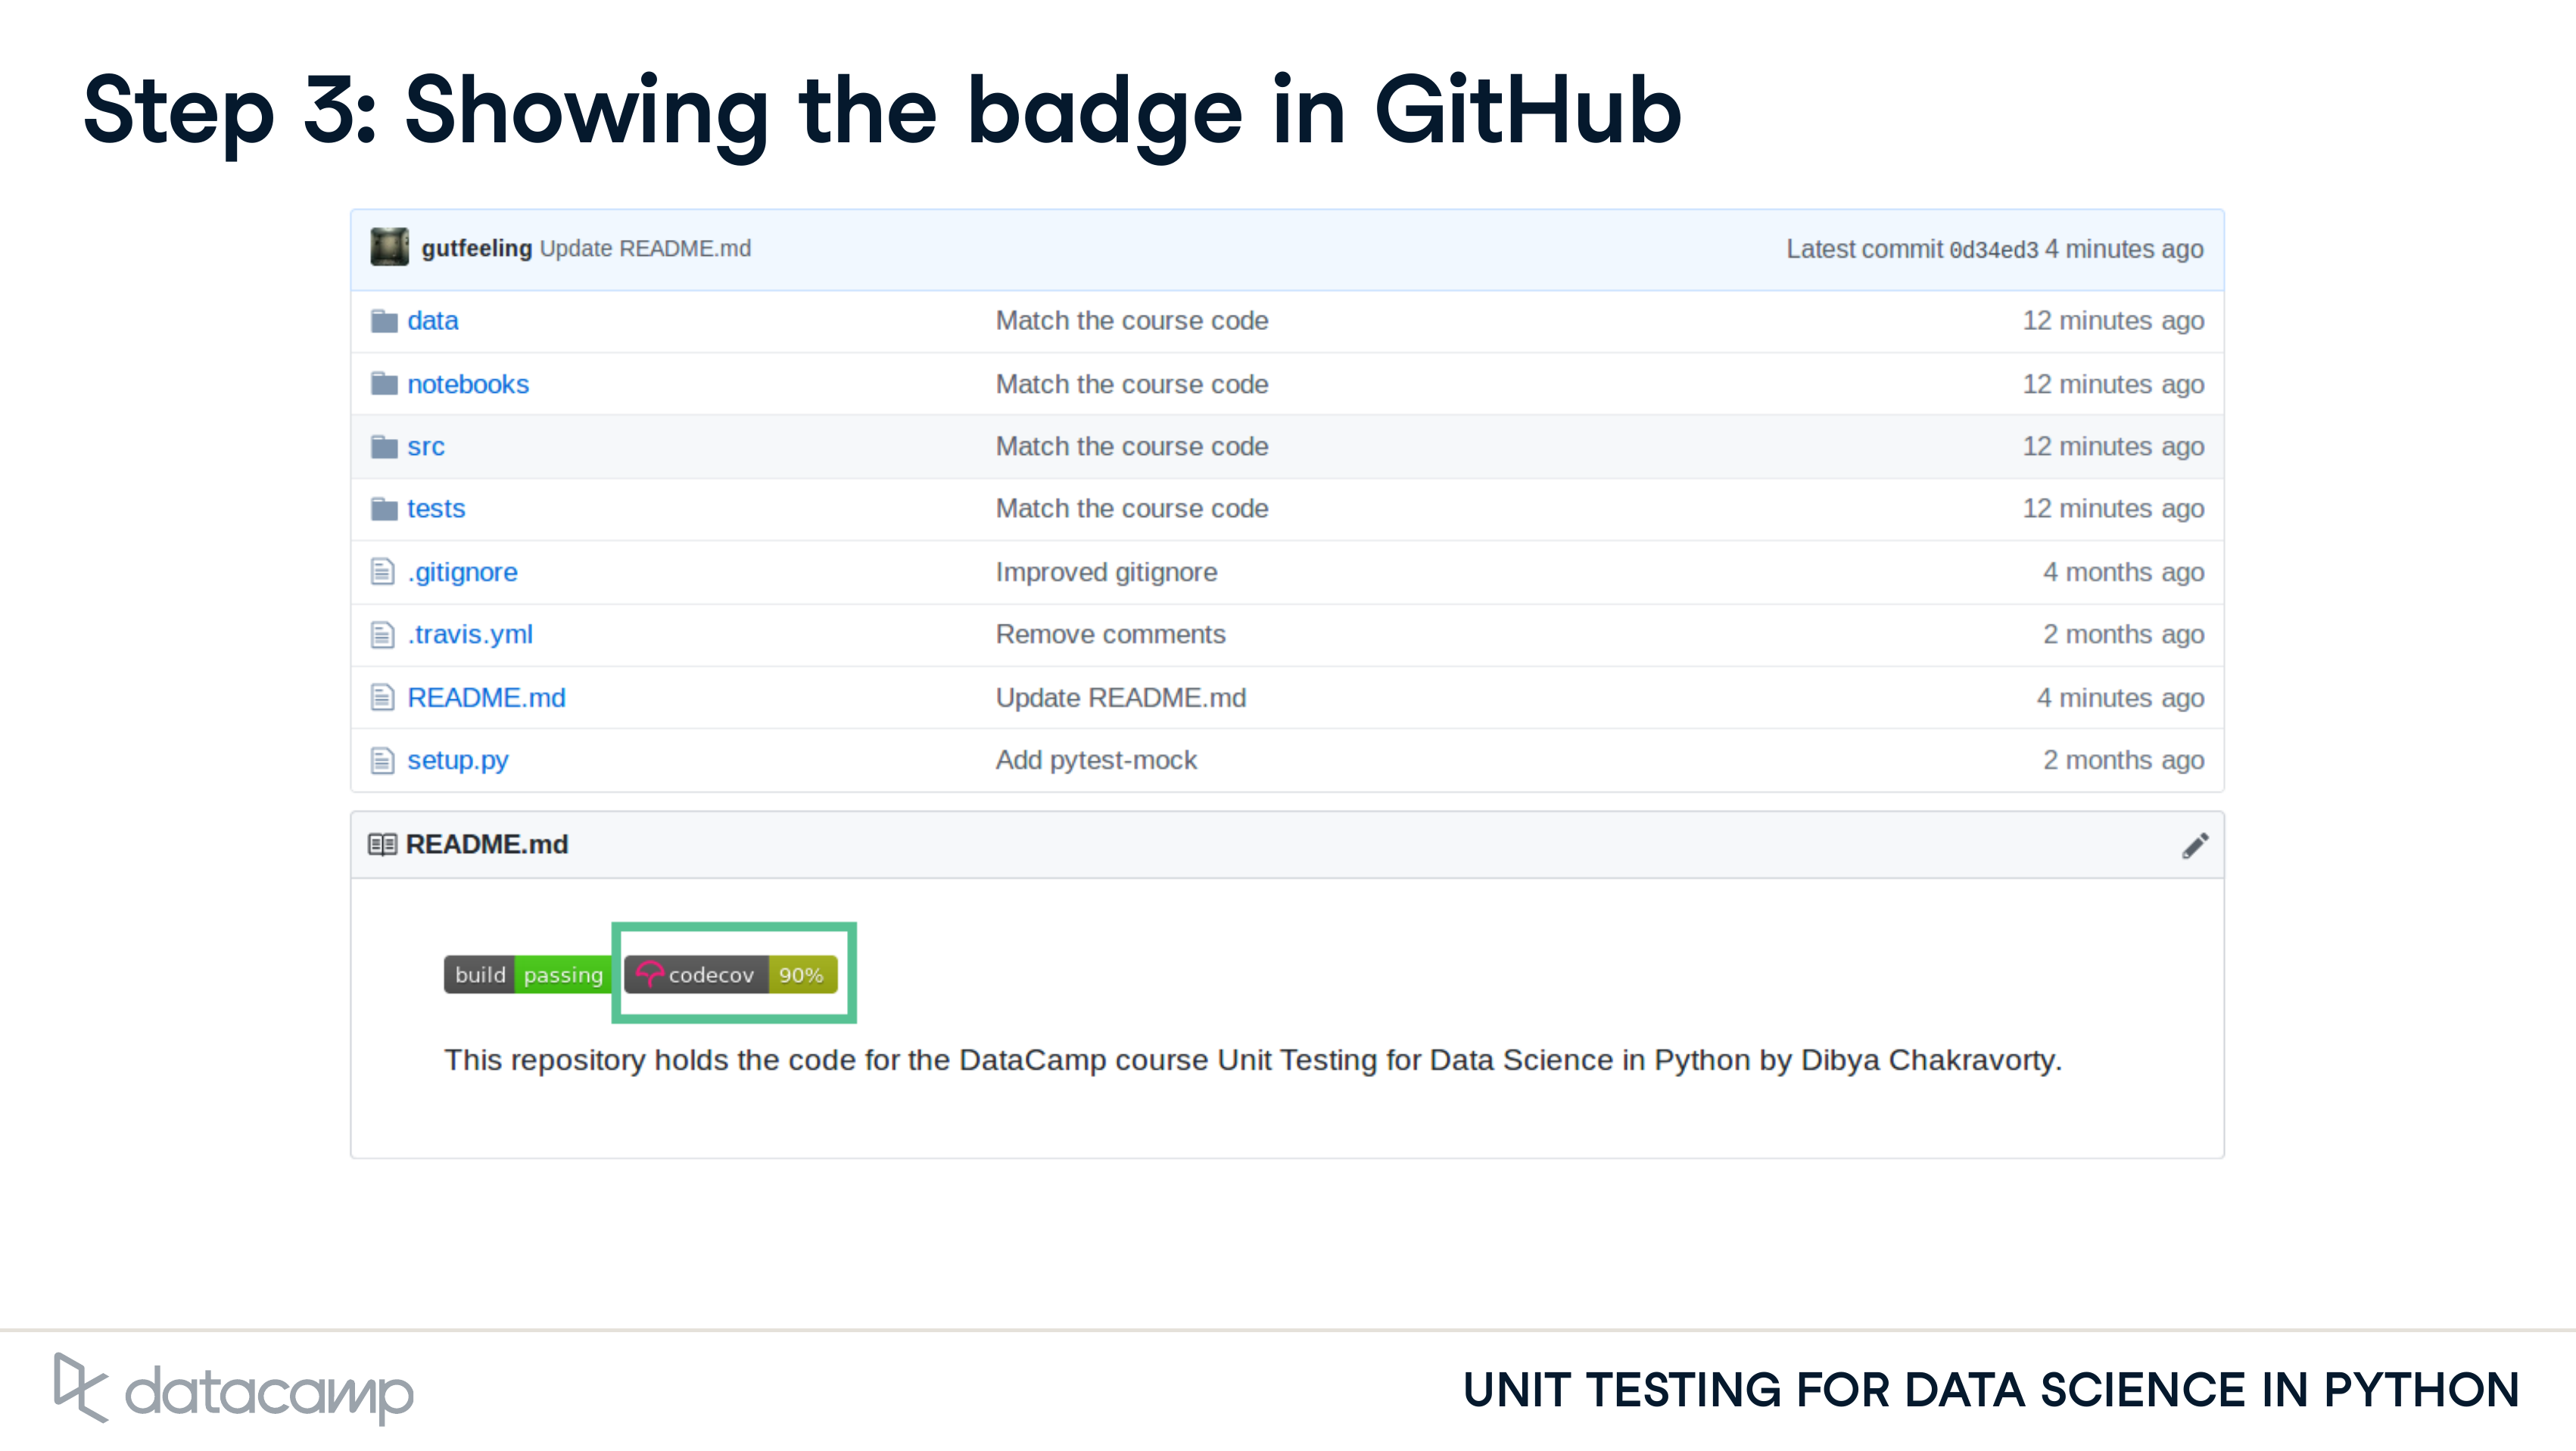 Step 3: Showing the badge in GitHub
gutfeeling Update README.md Latest commit 0d34ed3 4 minutes ago
data Match the course code 12 minutes ago
notebooks Match the course code 12 minutes ago
src Match the course code 12 minutes ago
tests Match the course code 12 minutes ago
.gitignore Improved gitignore 4 months ago
.travis.yml Remove comments 2 months ago
README.md Update README.md 4 minutes ago
setup.py Add pytest-mock 2 months ago
README.md
build passing codecov 90%
This repository holds the code for the DataCamp course Unit Testing for Data Science in Python by Dibya Chakravorty.
datacamp UNIT TESTING FOR DATA SCIENCE IN PYTHON